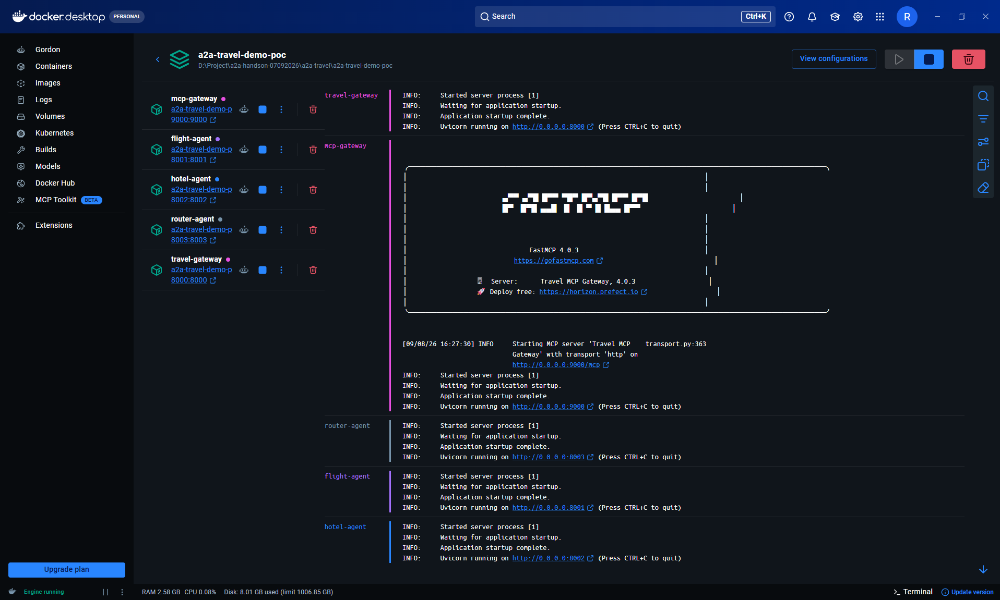 docker.desktop PERSONAL
Search Ctrl+K
R
Gordon
Containers
Images
Logs
Volumes
Kubernetes
Builds
Models
Docker Hub
MCP Toolkit BETA
Extensions
Upgrade plan
a2a-travel-demo-poc
D:\Project\a2a-handson-07092026\a2a-travel\a2a-travel-demo-poc
View configurations
mcp-gateway
a2a-travel-demo-p
9000:9000
flight-agent
a2a-travel-demo-p
8001:8001
hotel-agent
a2a-travel-demo-p
8002:8002
router-agent
a2a-travel-demo-p
8003:8003
travel-gateway
a2a-travel-demo-p
8000:8000
travel-gateway
INFO: Started server process [1]
INFO: Waiting for application startup.
INFO: Application startup complete.
INFO: Uvicorn running on http://0.0.0.0:8000 (Press CTRL+C to quit)
mcp-gateway
FASTMCP
FastMCP 4.0.3
https://gofastmcp.com
Server: Travel MCP Gateway, 4.0.3
Deploy free: https://horizon.prefect.io
[09/08/26 16:27:30] INFO Starting MCP server 'Travel MCP transport.py:363
Gateway' with transport 'http' on
http://0.0.0.0:9000/mcp
INFO: Started server process [1]
INFO: Waiting for application startup.
INFO: Application startup complete.
INFO: Uvicorn running on http://0.0.0.0:9000 (Press CTRL+C to quit)
router-agent
INFO: Started server process [1]
INFO: Waiting for application startup.
INFO: Application startup complete.
INFO: Uvicorn running on http://0.0.0.0:8003 (Press CTRL+C to quit)
flight-agent
INFO: Started server process [1]
INFO: Waiting for application startup.
INFO: Application startup complete.
INFO: Uvicorn running on http://0.0.0.0:8001 (Press CTRL+C to quit)
hotel-agent
INFO: Started server process [1]
INFO: Waiting for application startup.
INFO: Application startup complete.
INFO: Uvicorn running on http://0.0.0.0:8002 (Press CTRL+C to quit)
Engine running
RAM 2.58 GB CPU 0.08% Disk: 8.01 GB used (limit 1006.85 GB)
>_ Terminal
Update version